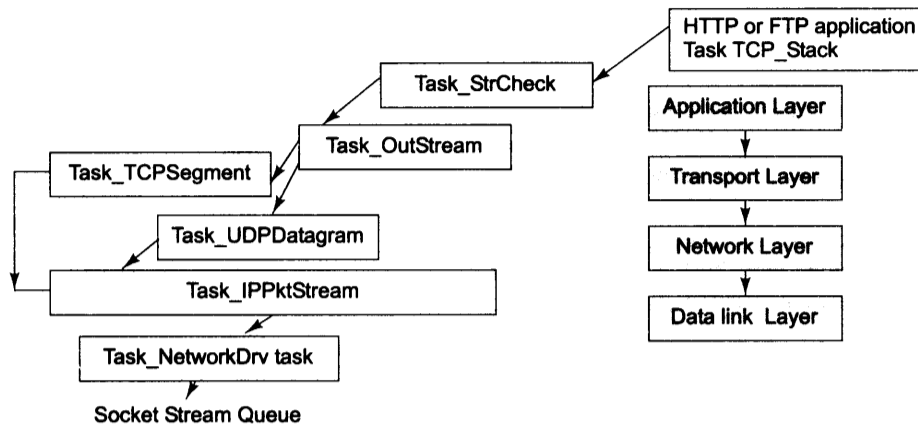 HTTP or FTP application
Task TCP_Stack
Task_StrCheck
Application Layer
Task_OutStream
Task_TCPSegment
Transport Layer
Task_UDPDatagram
Network Layer
Task_IPPktStream
Data link Layer
Task_NetworkDrv task
Socket Stream Queue